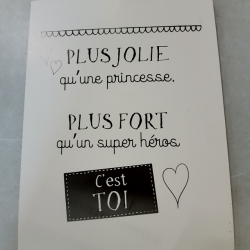 PLUS JOLIE
qu'une princesse.
PLUS FORT
qu'un super héros
C'est
TOI